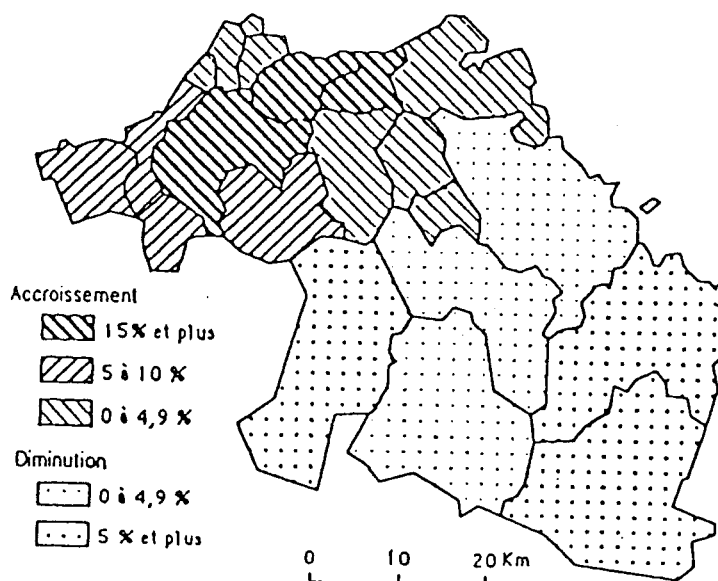 Accroissement
15% et plus
5 à 10 %
0 à 4,9 %
Diminution
0 à 4,9 %
5 % et plus
0 10 20 Km